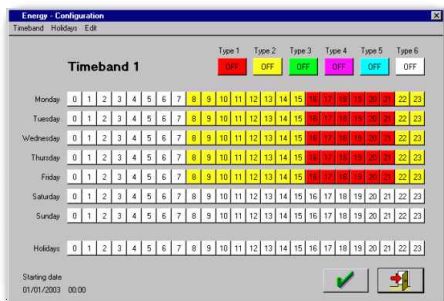 Energy - Configuration
Timeband Holidays Edit
Type 1 Type 2 Type 3 Type 4 Type 5 Type 6
Timeband 1 OFF OFF OFF OFF OFF OFF
Monday 0 1 2 3 4 5 6 7 8 9 10 11 12 13 14 15 16 17 18 19 20 21 22 23
Tuesday 0 1 2 3 4 5 6 7 8 9 10 11 12 13 14 15 16 17 18 19 20 21 22 23
Wednesday 0 1 2 3 4 5 6 7 8 9 10 11 12 13 14 15 16 17 18 19 20 21 22 23
Thursday 0 1 2 3 4 5 6 7 8 9 10 11 12 13 14 15 16 17 18 19 20 21 22 23
Friday 0 1 2 3 4 5 6 7 8 9 10 11 12 13 14 15 16 17 18 19 20 21 22 23
Saturday 0 1 2 3 4 5 6 7 8 9 10 11 12 13 14 15 16 17 18 19 20 21 22 23
Sunday 0 1 2 3 4 5 6 7 8 9 10 11 12 13 14 15 16 17 18 19 20 21 22 23
Holidays 0 1 2 3 4 5 6 7 8 9 10 11 12 13 14 15 16 17 18 19 20 21 22 23
Starting date
01/01/2003 00:00